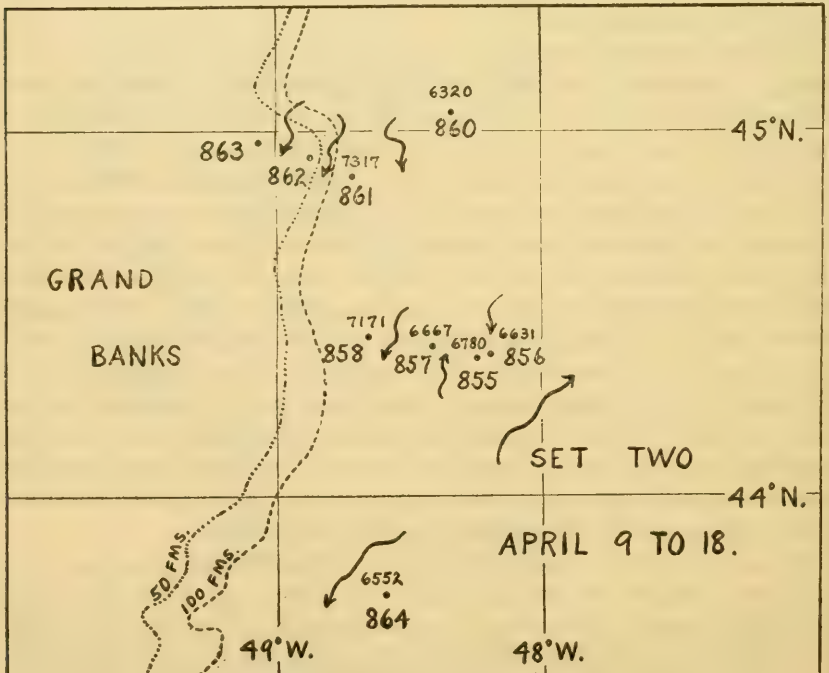 6320
860
45°N.
863
862
7317
861
GRAND
BANKS
7171
858
6667
857
6780
855
6631
856
SET TWO
44°N.
APRIL 9 TO 18.
50 FMS.
100 FMS.
6552
864
49°W.
48°W.